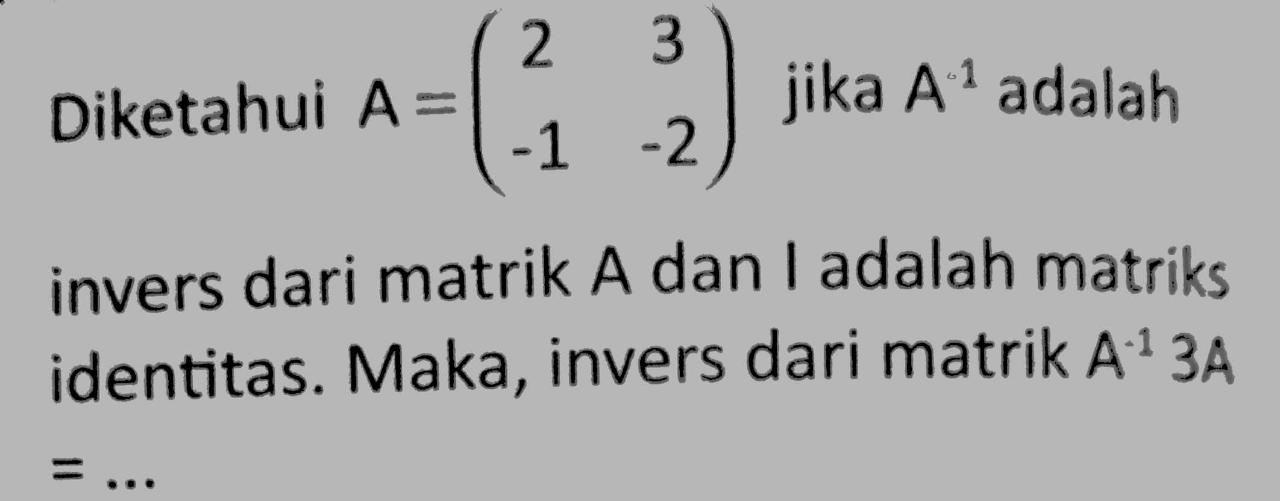 Diketahui A = ( 2 3 ; -1 -2 ) jika A⁻¹ adalah
invers dari matrik A dan I adalah matriks
identitas. Maka, invers dari matrik A⁻¹ 3A
= ...